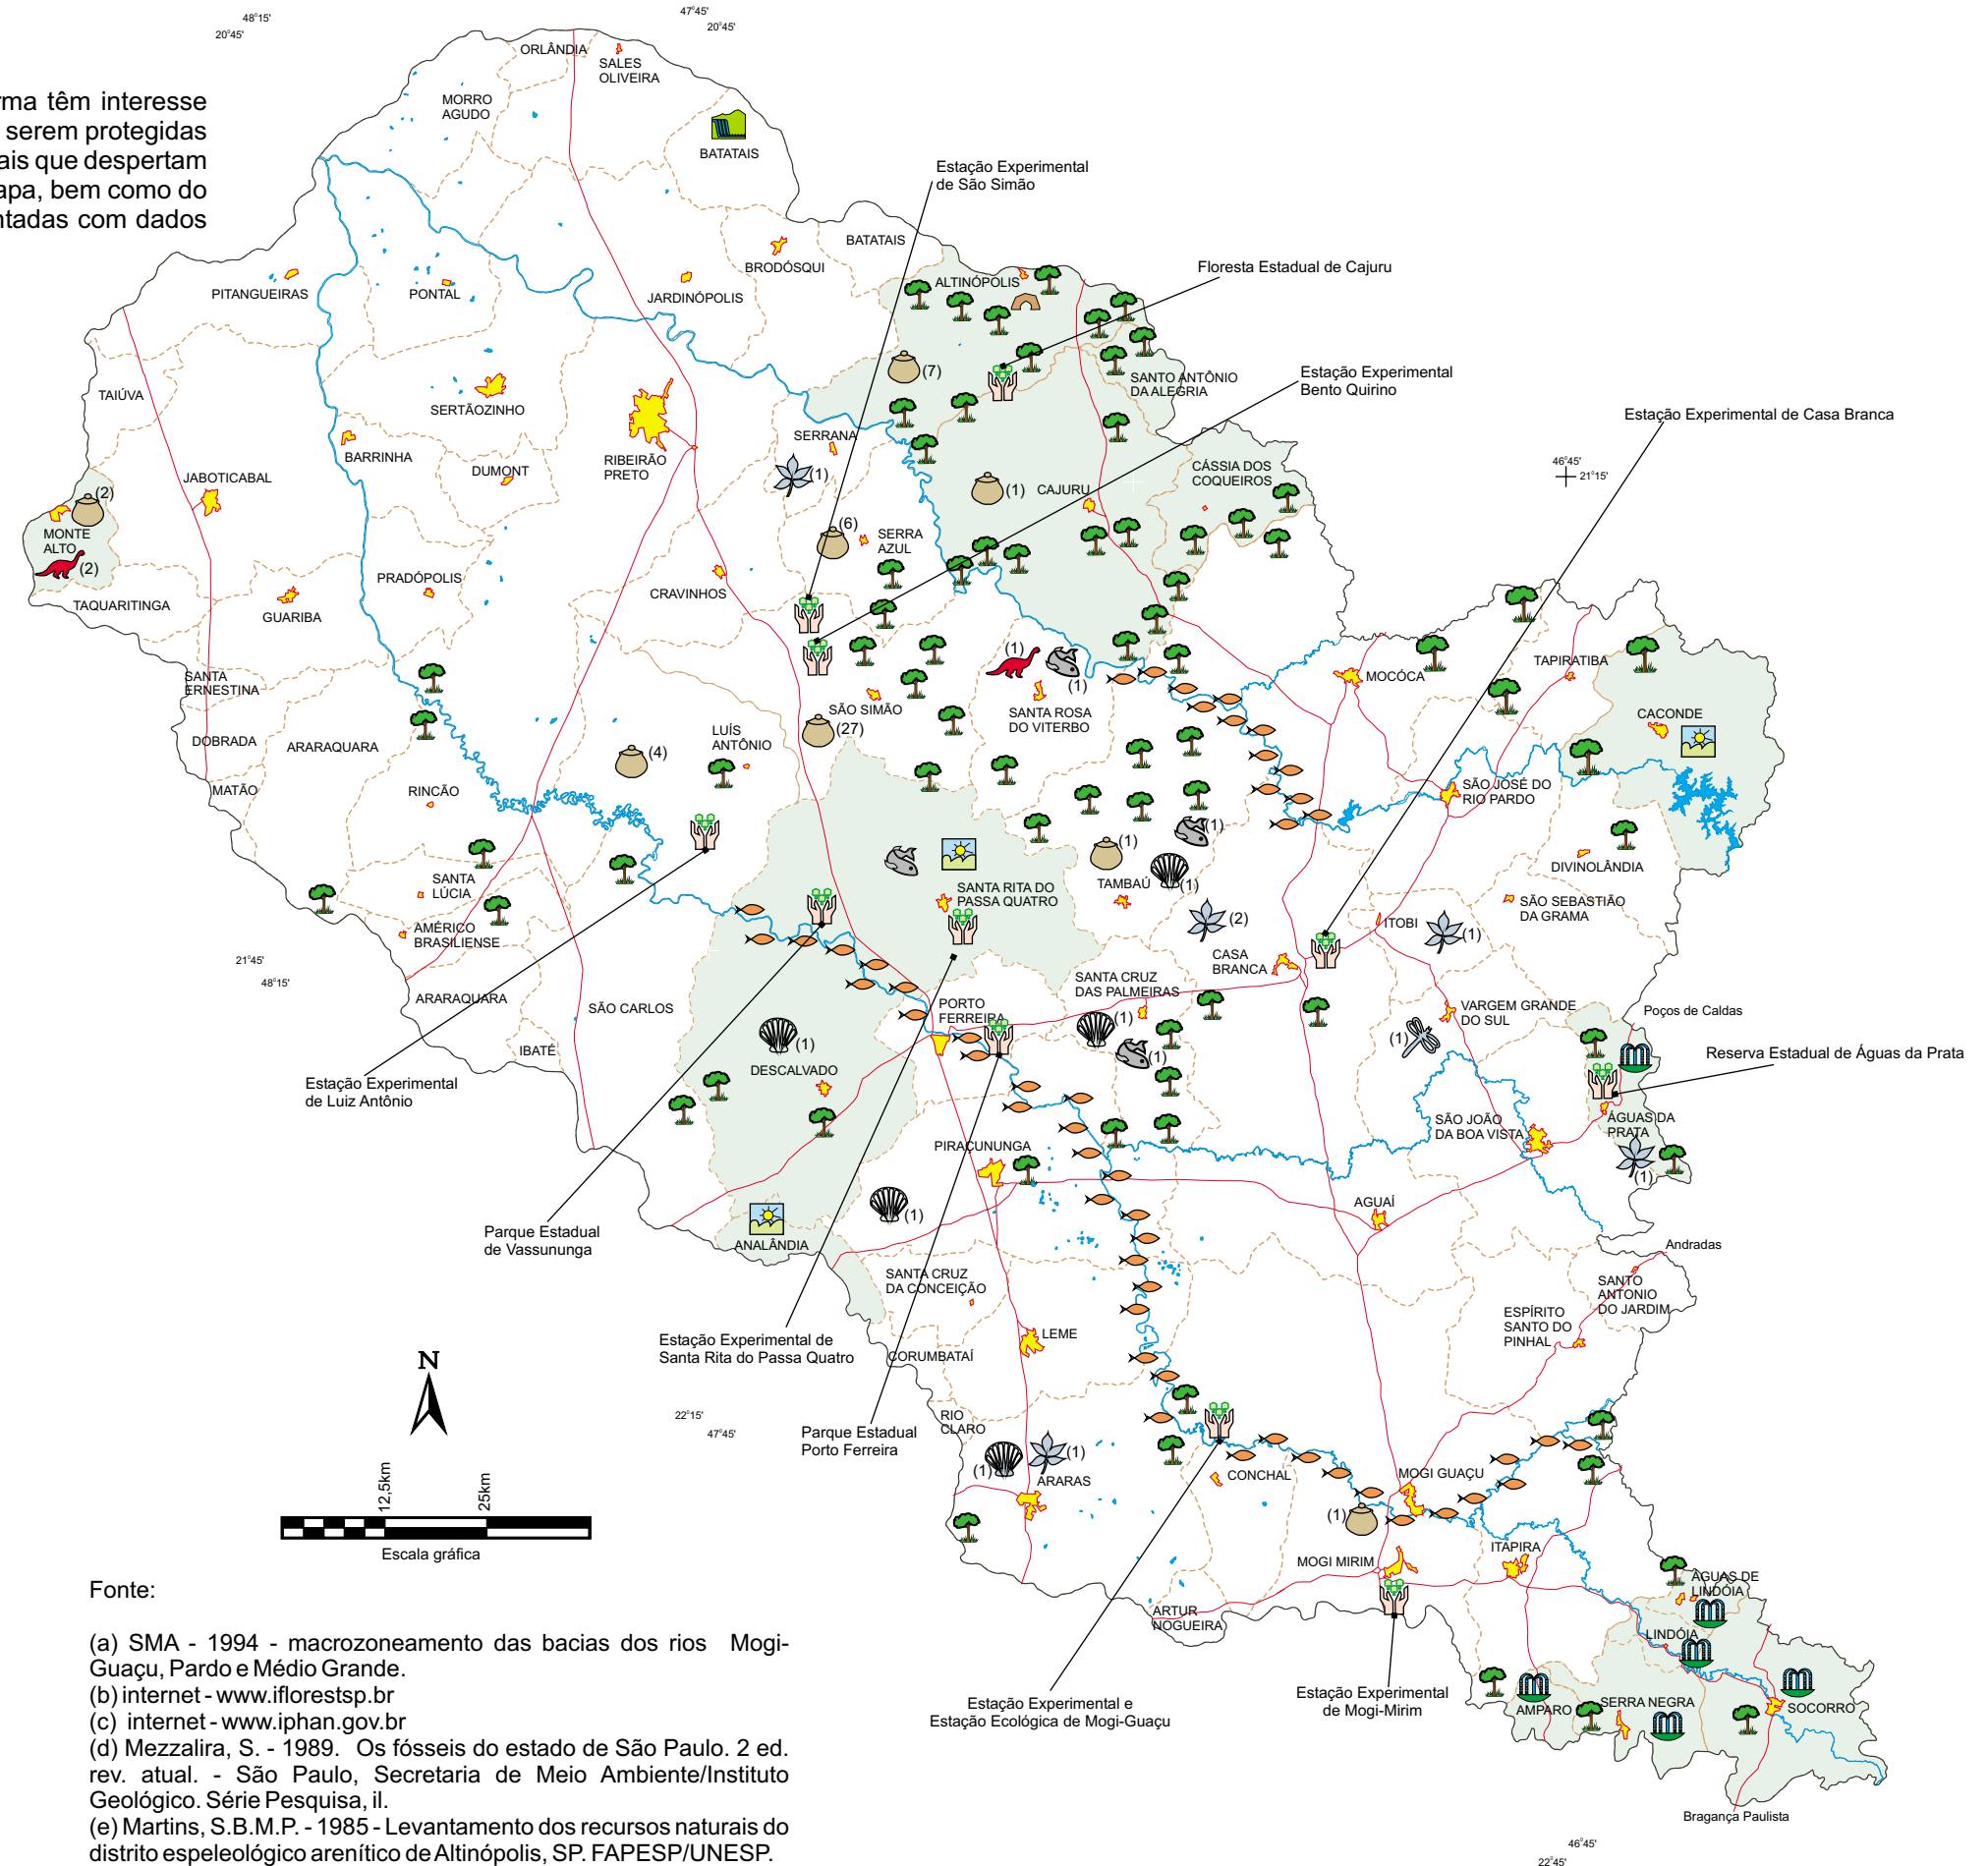 48°15'
20°45'
47°45'
20°45'
rma têm interesse
serem protegidas
ais que despertam
apa, bem como do
ntadas com dados
ORLÂNDIA
SALES
OLIVEIRA
MORRO
AGUDO
BATATAIS
Estação Experimental
de São Simão
BATATAIS
BRODÓSQUI
Floresta Estadual de Cajuru
PITANGUEIRAS
PONTAL
JARDINÓPOLIS
ALTINÓPOLIS
Estação Experimental
Bento Quirino
(7)
SANTO ANTÔNIO
DA ALEGRIA
TAIÚVA
SERTÃOZINHO
Estação Experimental de Casa Branca
SERRANA
BARRINHA
DUMONT
RIBEIRÃO
PRETO
(1)
CÁSSIA DOS
COQUEIROS
46°45'
21°15'
JABOTICABAL
(2)
(1)
CAJURU
MONTE
ALTO
(2)
(6)
SERRA
AZUL
PRADÓPOLIS
CRAVINHOS
TAQUARITINGA
GUARIBA
(1)
(1)
TAPIRATIBA
MOCÓCA
SANTA
ERNESTINA
SÃO SIMÃO
SANTA ROSA
DO VITERBO
CACONDE
(27)
LUÍS
ANTÔNIO
(4)
DOBRADA
ARARAQUARA
MATÃO
RINCÃO
SÃO JOSÉ DO
RIO PARDO
(1)
(1)
DIVINOLÂNDIA
SANTA
LÚCIA
SANTA RITA DO
PASSA QUATRO
TAMBAÚ
(1)
SÃO SEBASTIÃO
DA GRAMA
AMÉRICO
BRASILIENSE
(2)
ITOBI
(1)
21°45'
48°15'
CASA
BRANCA
SANTA CRUZ
DAS PALMEIRAS
ARARAQUARA
SÃO CARLOS
PORTO
FERREIRA
VARGEM GRANDE
DO SUL
Poços de Caldas
(1)
(1)
(1)
(1)
IBATÉ
Reserva Estadual de Águas da Prata
DESCALVADO
Estação Experimental
de Luiz Antônio
SÃO JOÃO
DA BOA VISTA
ÁGUAS DA
PRATA
PIRAÇUNUNGA
(1)
(1)
AGUAÍ
Parque Estadual
de Vassununga
ANALÂNDIA
Andradas
SANTA CRUZ
DA CONCEIÇÃO
SANTO
ANTONIO
DO JARDIM
ESPÍRITO
SANTO DO
PINHAL
Estação Experimental de
Santa Rita do Passa Quatro
LEME
CORUMBATAÍ
N
22°15'
47°45'
RIO
CLARO
Parque Estadual
Porto Ferreira
(1)
(1)
ARARAS
CONCHAL
MOGI GUAÇU
12,5km
25km
(1)
Escala gráfica
MOGI MIRIM
ITAPIRA
Fonte:
ÁGUAS DE
LINDÓIA
ARTUR
NOGUEIRA
LINDÓIA
(a) SMA - 1994 - macrozoneamento das bacias dos rios Mogi-
Guaçu, Pardo e Médio Grande.
(b) internet - www.iflorestsp.br
(c) internet - www.iphan.gov.br
(d) Mezzalira, S. - 1989. Os fósseis do estado de São Paulo. 2 ed.
rev. atual. - São Paulo, Secretaria de Meio Ambiente/Instituto
Geológico. Série Pesquisa, il.
(e) Martins, S.B.M.P. - 1985 - Levantamento dos recursos naturais do
distrito espeleológico arenítico de Altinópolis, SP. FAPESP/UNESP.
Estação Experimental e
Estação Ecológica de Mogi-Guaçu
Estação Experimental
de Mogi-Mirim
AMPARO
SERRA NEGRA
SOCORRO
Bragança Paulista
46°45'
22°45'